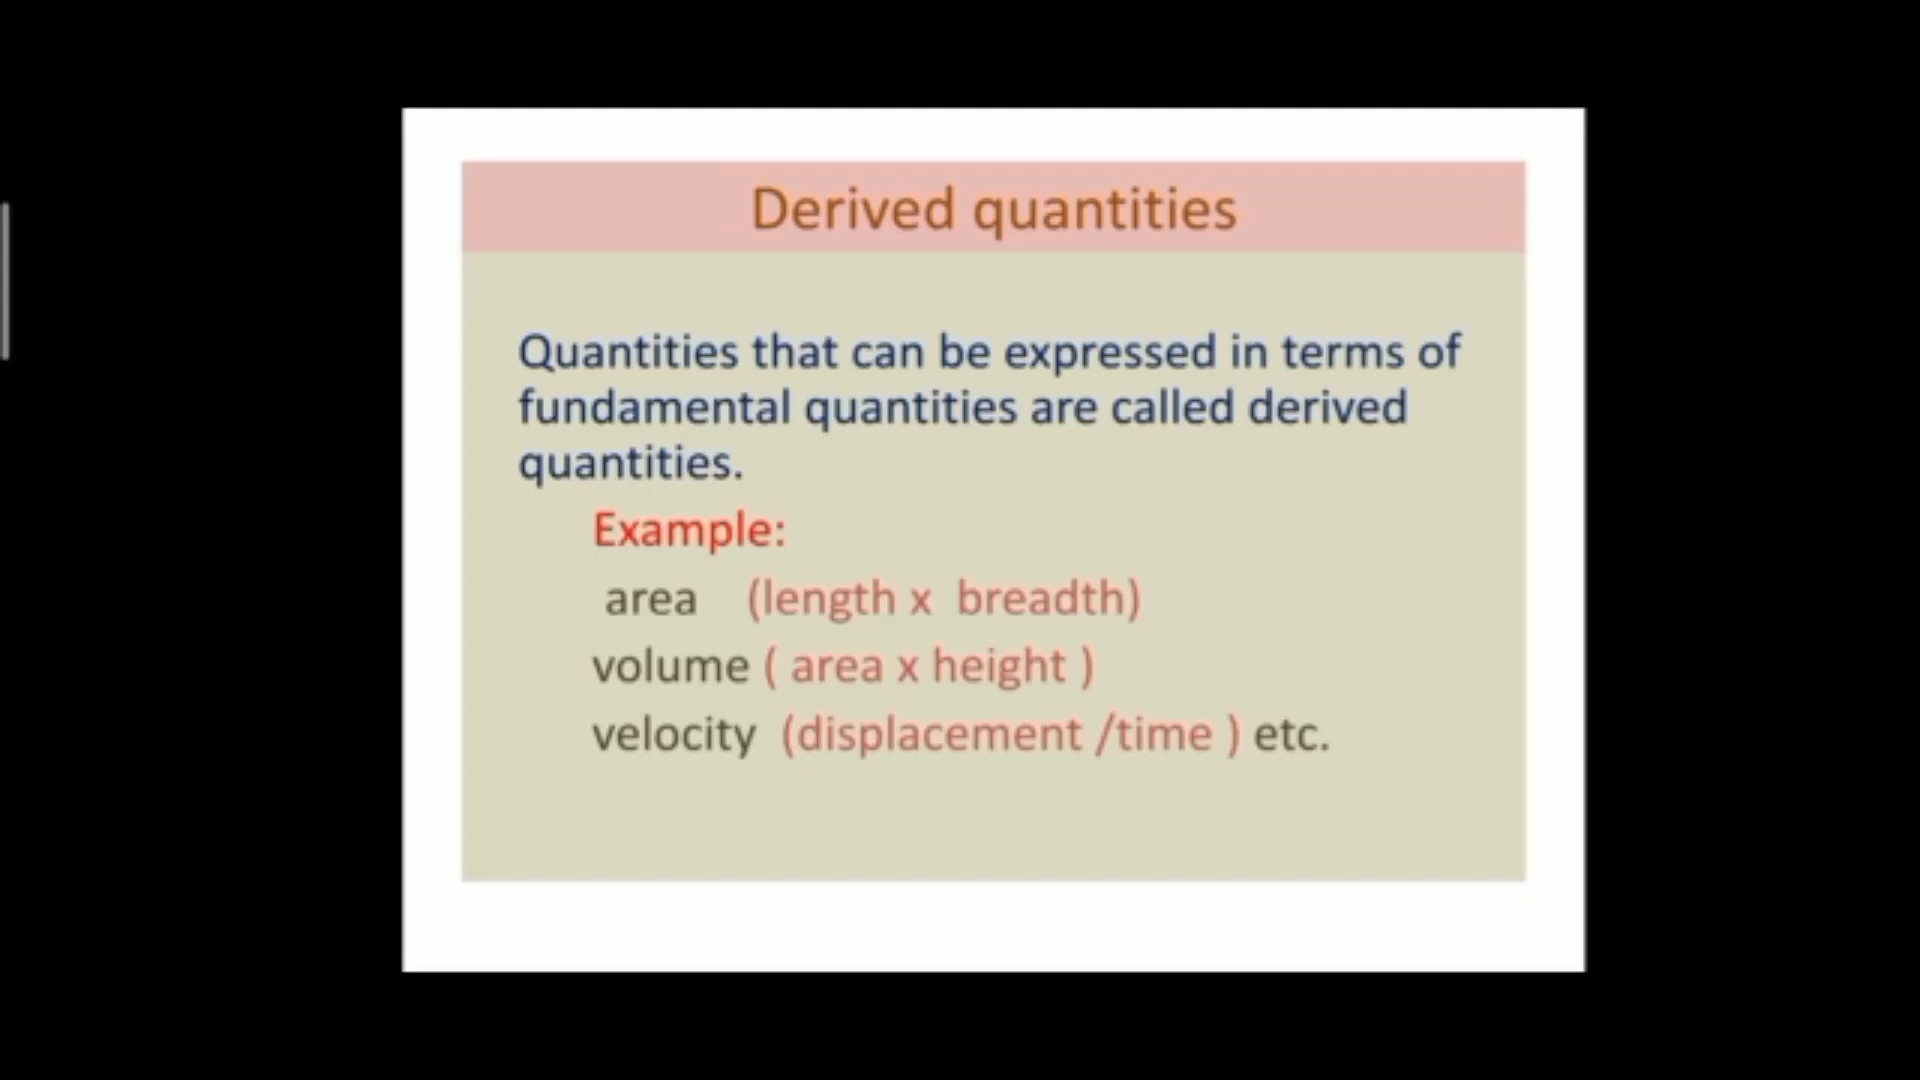 Derived quantities
Quantities that can be expressed in terms of
fundamental quantities are called derived
quantities.
Example:
area (length x breadth)
volume ( area x height )
velocity (displacement /time ) etc.